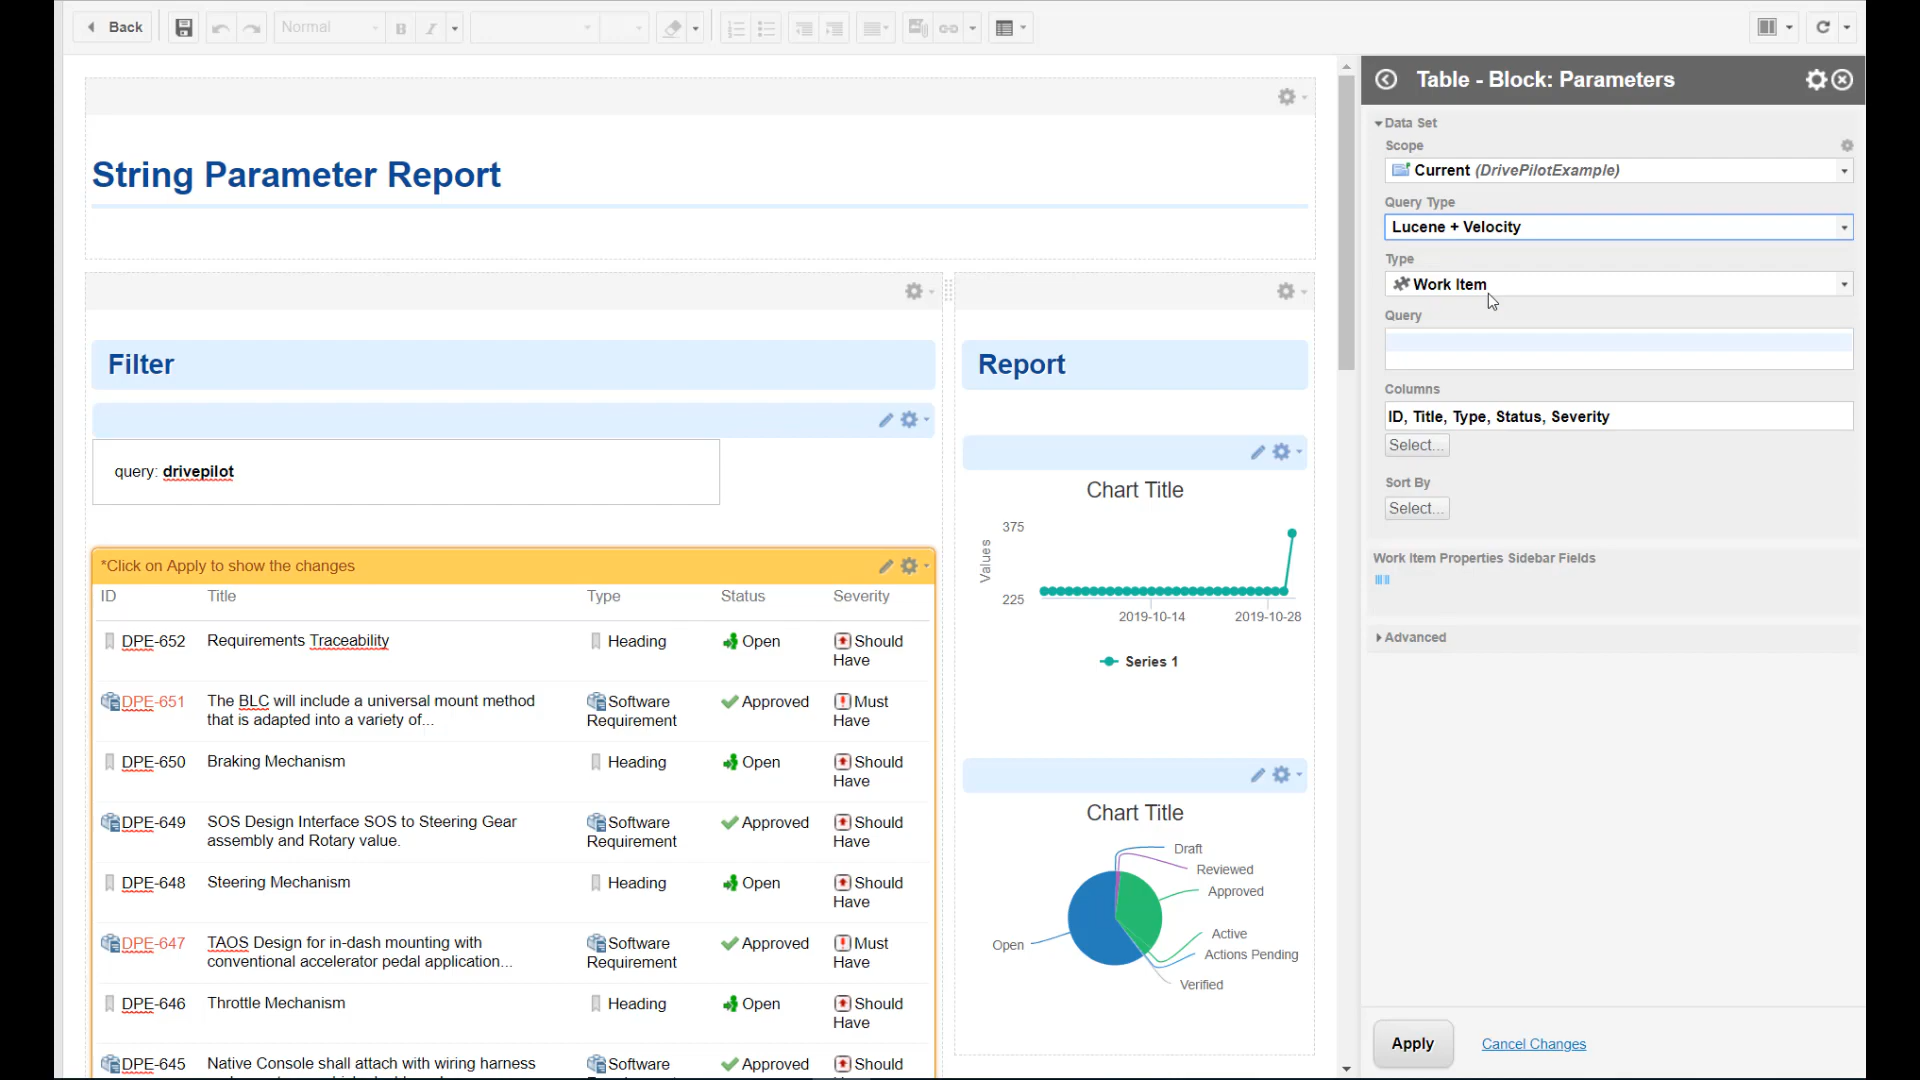 Back
Normal
B
I
String Parameter Report
Filter
query: drivepilot
*Click on Apply to show the changes
ID Title Type Status Severity
DPE-652 Requirements Traceability Heading Open Should
Have
DPE-651 The BLC will include a universal mount method Software Approved Must
that is adapted into a variety of... Requirement Have
DPE-650 Braking Mechanism Heading Open Should
Have
DPE-649 SOS Design Interface SOS to Steering Gear Software Approved Should
assembly and Rotary value. Requirement Have
DPE-648 Steering Mechanism Heading Open Should
Have
DPE-647 TAOS Design for in-dash mounting with Software Approved Must
conventional accelerator pedal application... Requirement Have
DPE-646 Throttle Mechanism Heading Open Should
Have
DPE-645 Native Console shall attach with wiring harness Software Approved Should
Report
Chart Title
375
Values
225
2019-10-14 2019-10-28
Series 1
Chart Title
Draft
Reviewed
Approved
Open
Active
Actions Pending
Verified
Table - Block: Parameters
Data Set
Scope
Current (DrivePilotExample)
Query Type
Lucene + Velocity
Type
Work Item
Query
Columns
ID, Title, Type, Status, Severity
Select...
Sort By
Select...
Work Item Properties Sidebar Fields
Advanced
Apply Cancel Changes